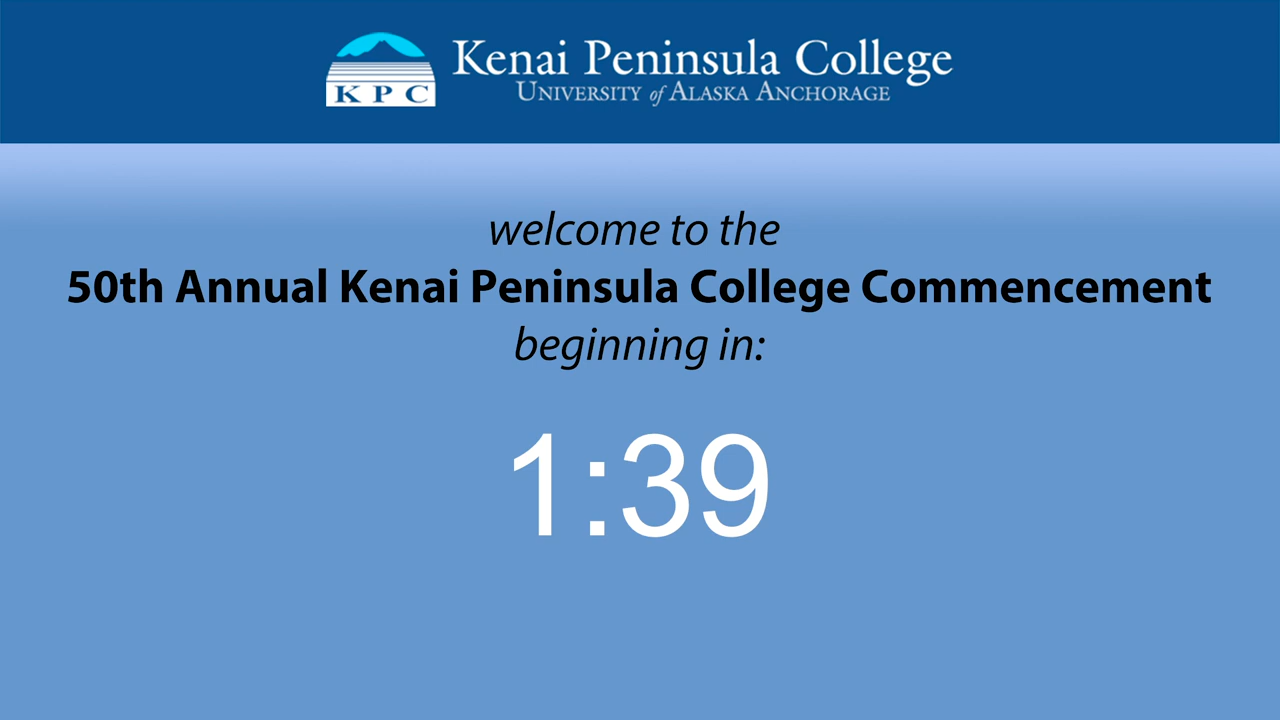 KPC
Kenai Peninsula College
University of Alaska Anchorage
welcome to the
50th Annual Kenai Peninsula College Commencement
beginning in:
1:39